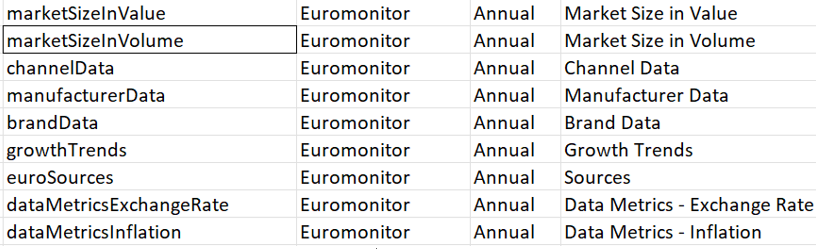 marketSizeInValue Euromonitor Annual Market Size in Value
marketSizeInVolume Euromonitor Annual Market Size in Volume
channelData Euromonitor Annual Channel Data
manufacturerData Euromonitor Annual Manufacturer Data
brandData Euromonitor Annual Brand Data
growthTrends Euromonitor Annual Growth Trends
euroSources Euromonitor Annual Sources
dataMetricsExchangeRate Euromonitor Annual Data Metrics - Exchange Rate
dataMetricsInflation Euromonitor Annual Data Metrics - Inflation